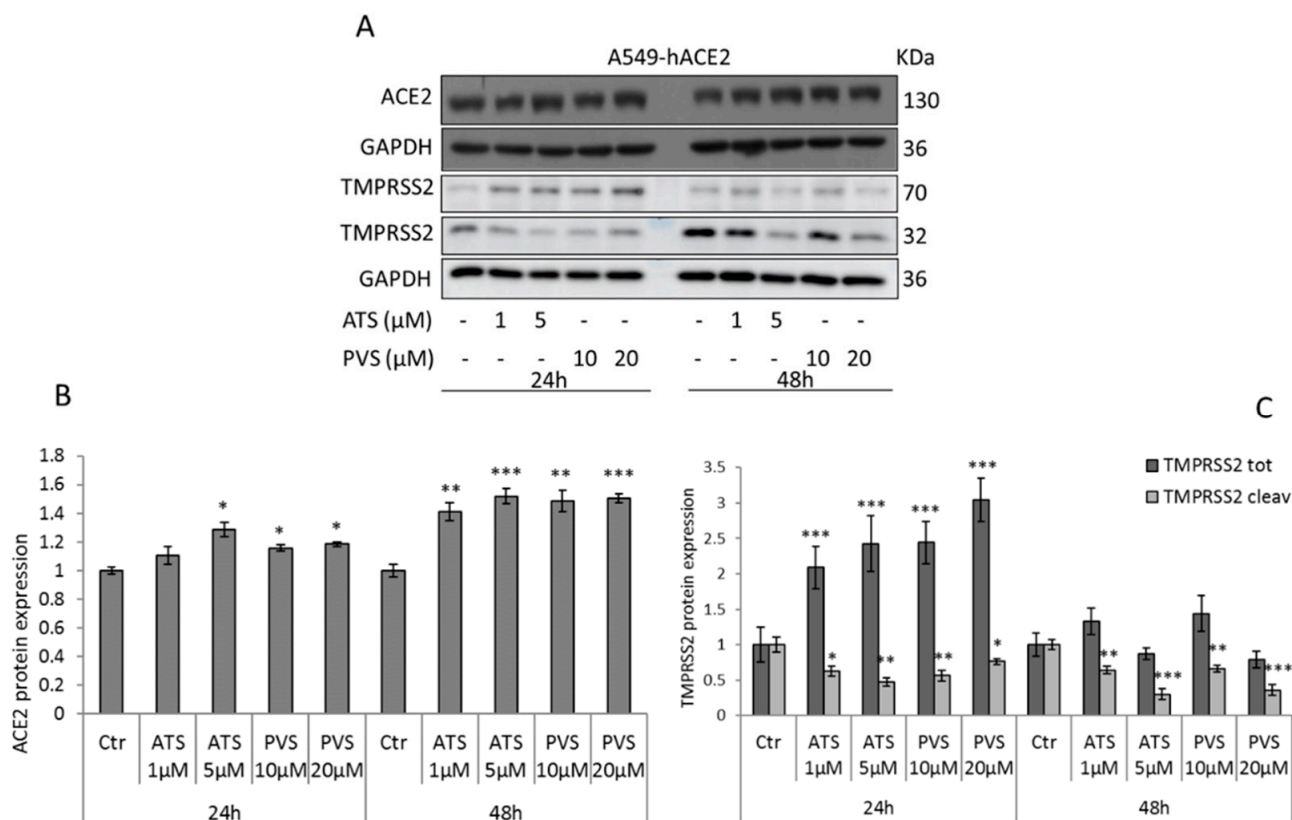 A
A549-hACE2 KDa
ACE2 130
GAPDH 36
TMPRSS2 70
TMPRSS2 32
GAPDH 36
ATS (μM) - 1 5 - - - 1 5 - -
PVS (μM) - - - 10 20 - - - 10 20
24h 48h
B
ACE2 protein expression
1.8
1.6
1.4
1.2
1
0.8
0.6
0.4
0.2
0
* * * ** *** ** ***
Ctr ATS ATS PVS PVS Ctr ATS ATS PVS PVS
1μM 5μM 10μM 20μM 1μM 5μM 10μM 20μM
24h 48h
C
TMPRSS2 tot
TMPRSS2 cleav
TMPRSS2 protein expression
3.5
3
2.5
2
1.5
1
0.5
0
*** *** *** ***
* ** ** * ** *** ** ***
Ctr ATS ATS PVS PVS Ctr ATS ATS PVS PVS
1μM 5μM 10μM 20μM 1μM 5μM 10μM 20μM
24h 48h